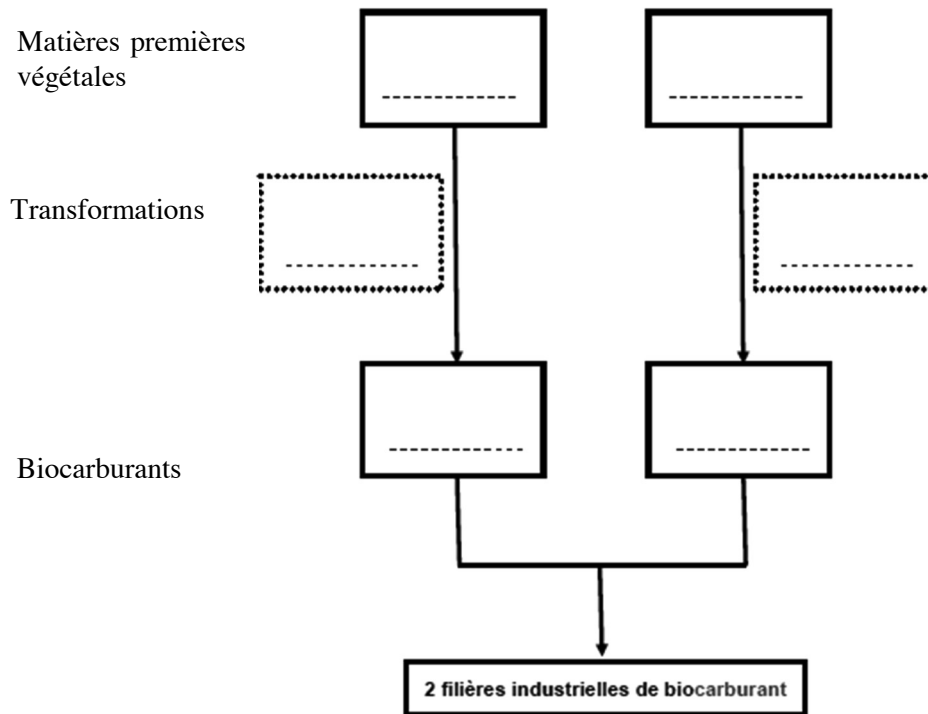 Matières premières
végétales
Transformations
Biocarburants
2 filières industrielles de biocarburant